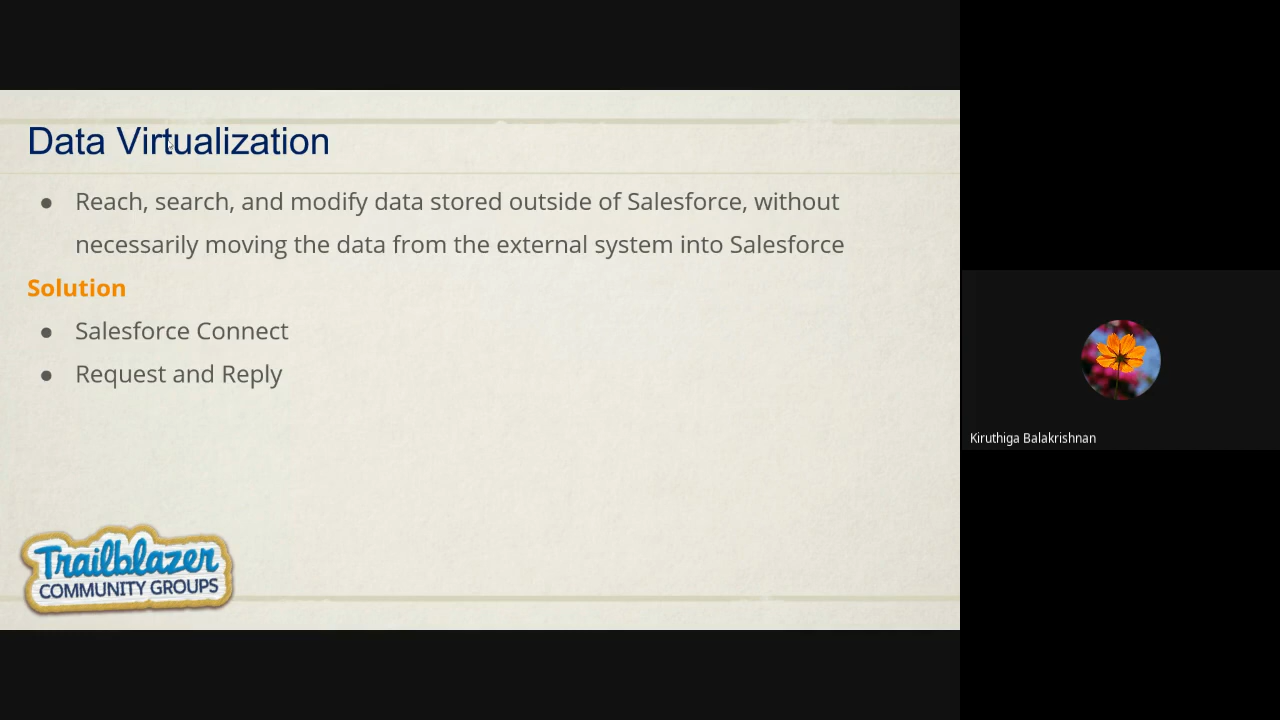 Data Virtualization
● Reach, search, and modify data stored outside of Salesforce, without
necessarily moving the data from the external system into Salesforce
Solution
● Salesforce Connect
● Request and Reply
Trailblazer
COMMUNITY GROUPS
Kiruthiga Balakrishnan